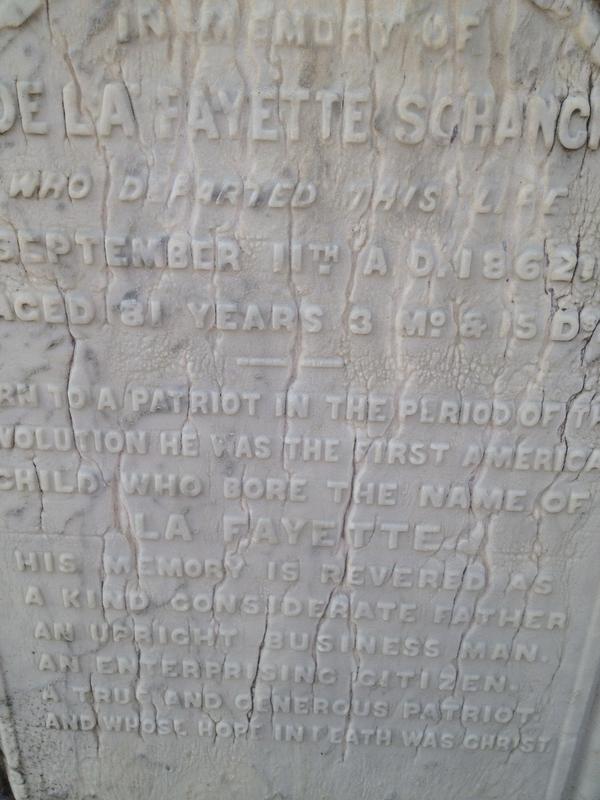 IN MEMORY OF
DE LA FAYETTE SCHANCK
WHO DEPARTED THIS LIFE
SEPTEMBER 11TH A D. 1862,
AGED 81 YEARS 3 Mo & 15 Ds
RN TO A PATRIOT IN THE PERIOD OF TH
VOLUTION HE WAS THE FIRST AMERICA
CHILD WHO BORE THE NAME OF
LA FAYETTE.
HIS MEMORY IS REVERED AS
A KIND CONSIDERATE FATHER
AN UPRIGHT BUSINESS MAN.
AN ENTERPRISING CITIZEN.
A TRUE AND GENEROUS PATRIOT.
AND WHOSE HOPE IN DEATH WAS CHRIST